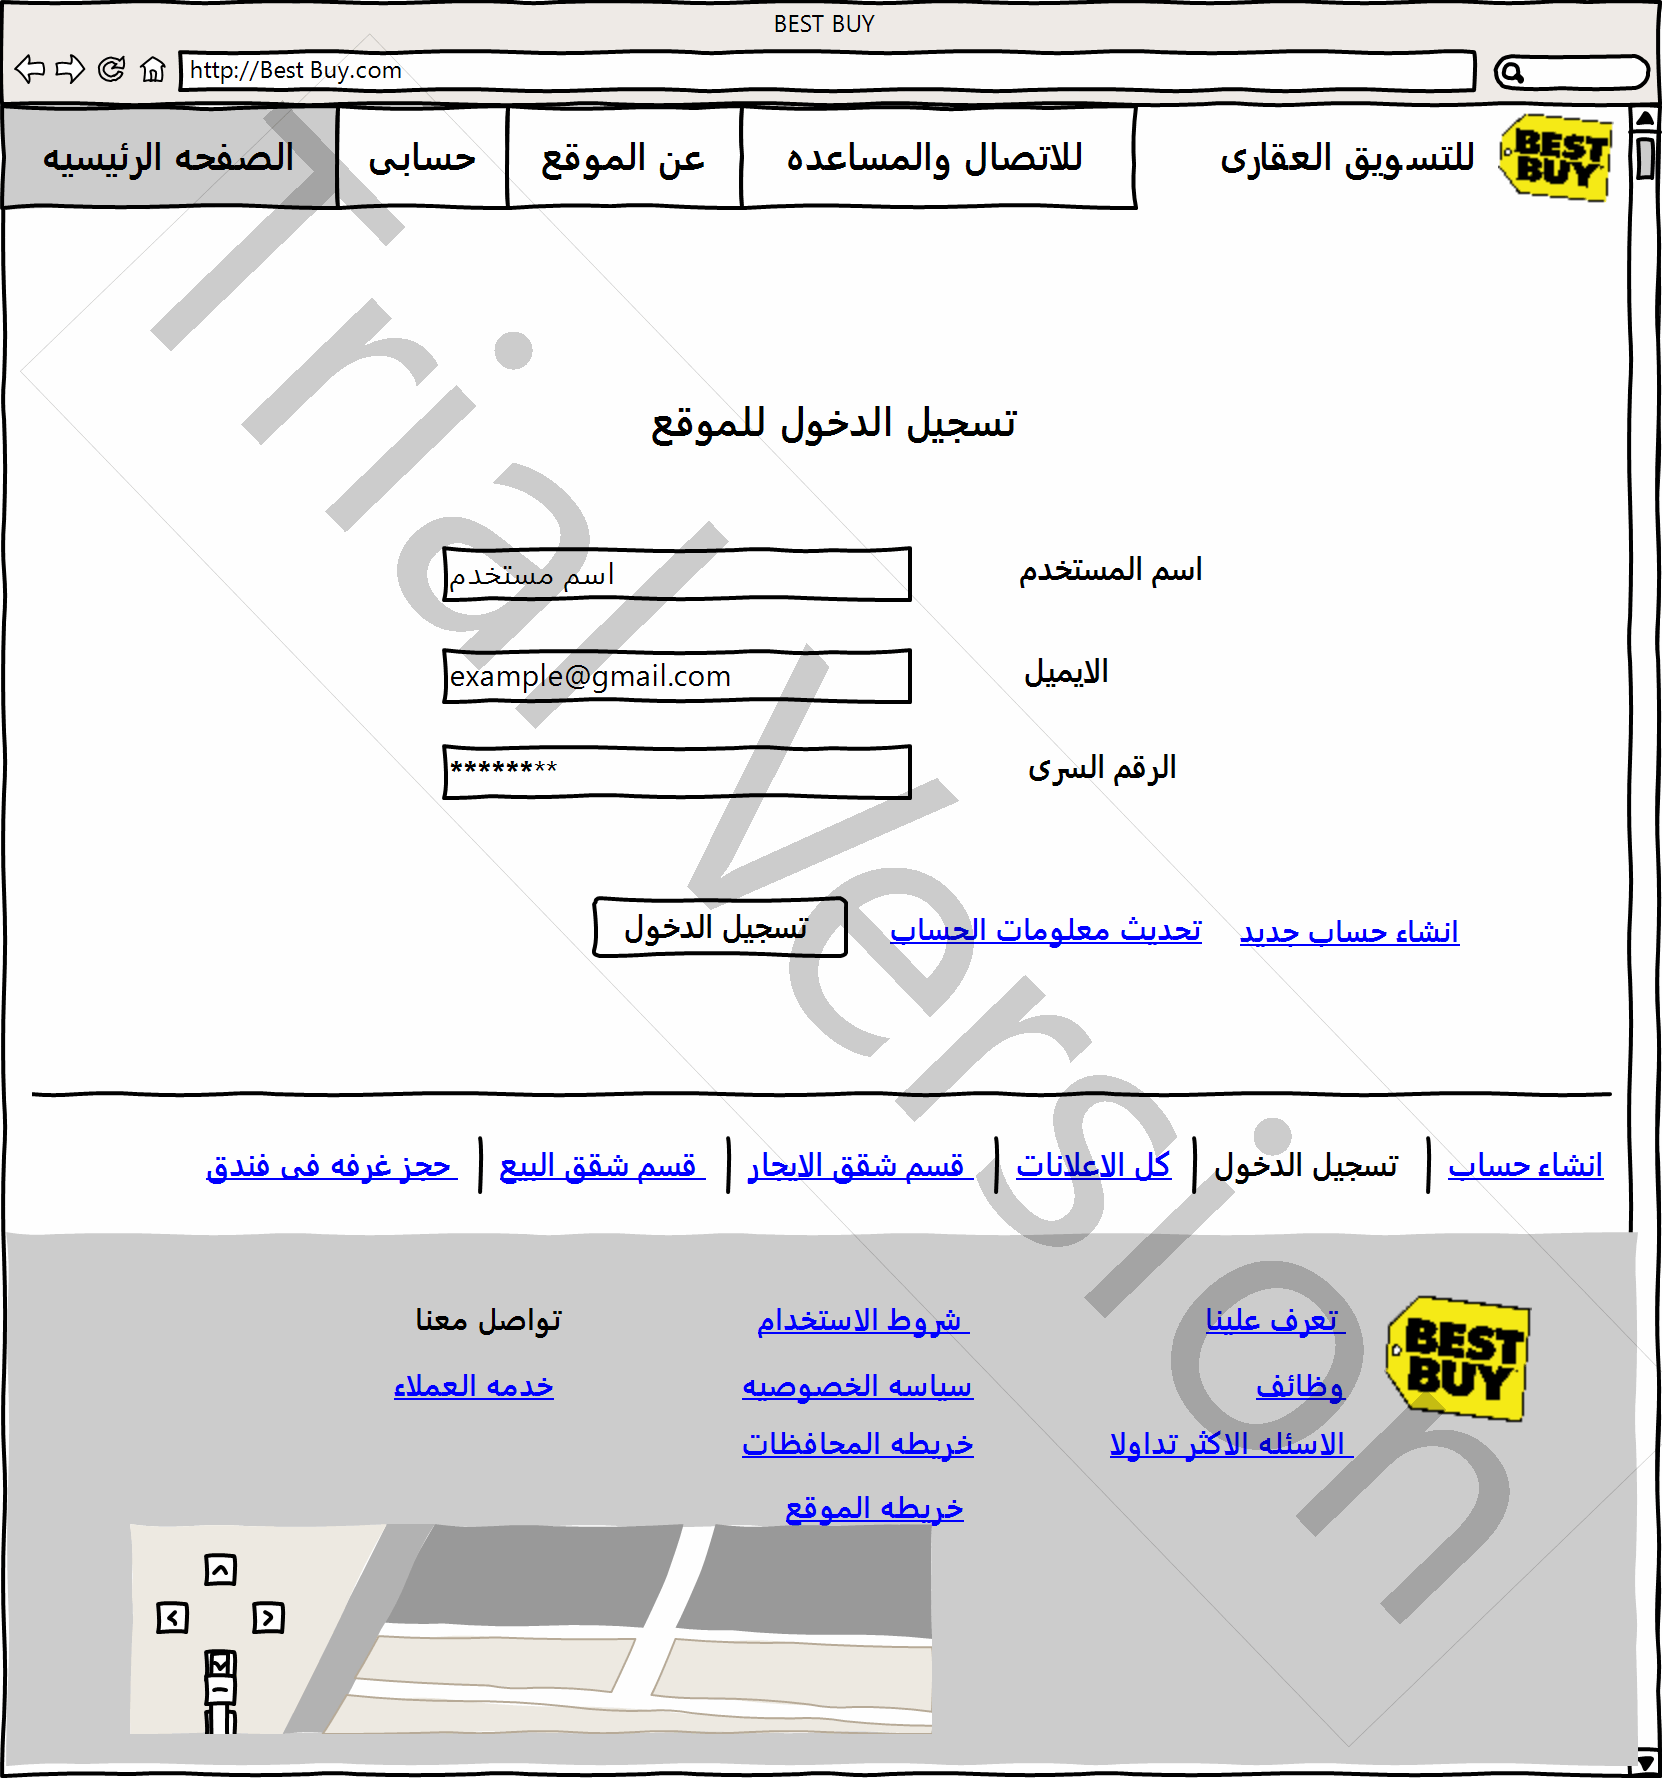 BEST BUY
http://Best Buy.com
BEST BUY
للتسويق العقارى
للاتصال والمساعده
عن الموقع
حسابى
الصفحه الرئيسيه
تسجيل الدخول للموقع
اسم المستخدم
اسم مستخدم
الايميل
example@gmail.com
الرقم السرى
********
انشاء حساب جديد
تحديث معلومات الحساب
تسجيل الدخول
انشاء حساب
تسجيل الدخول
كل الاعلانات
قسم شقق الايجار
قسم شقق البيع
حجز غرفه فى فندق
BEST BUY
تعرف علينا
وظائف
الاسئله الاكثر تداولا
شروط الاستخدام
سياسه الخصوصيه
خريطه المحافظات
خريطه الموقع
تواصل معنا
خدمه العملاء
Trial Version